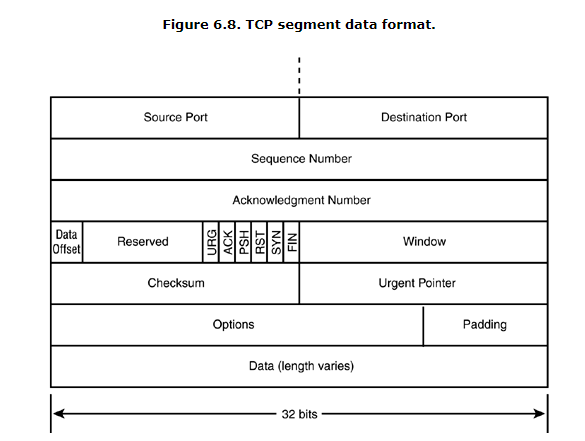 Figure 6.8. TCP segment data format.
Source Port Destination Port
Sequence Number
Acknowledgment Number
Data
Offset
Reserved
URG
ACK
PSH
RST
SYN
FIN
Window
Checksum Urgent Pointer
Options Padding
Data (length varies)
32 bits